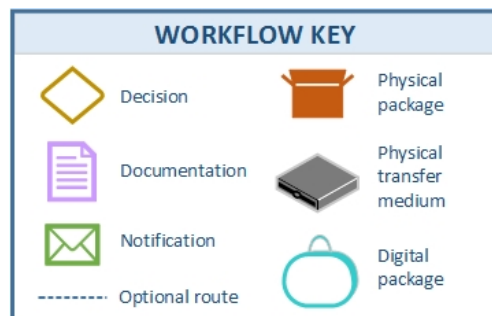 WORKFLOW KEY
Decision
Documentation
Notification
Optional route
Physical
package
Physical
transfer
medium
Digital
package